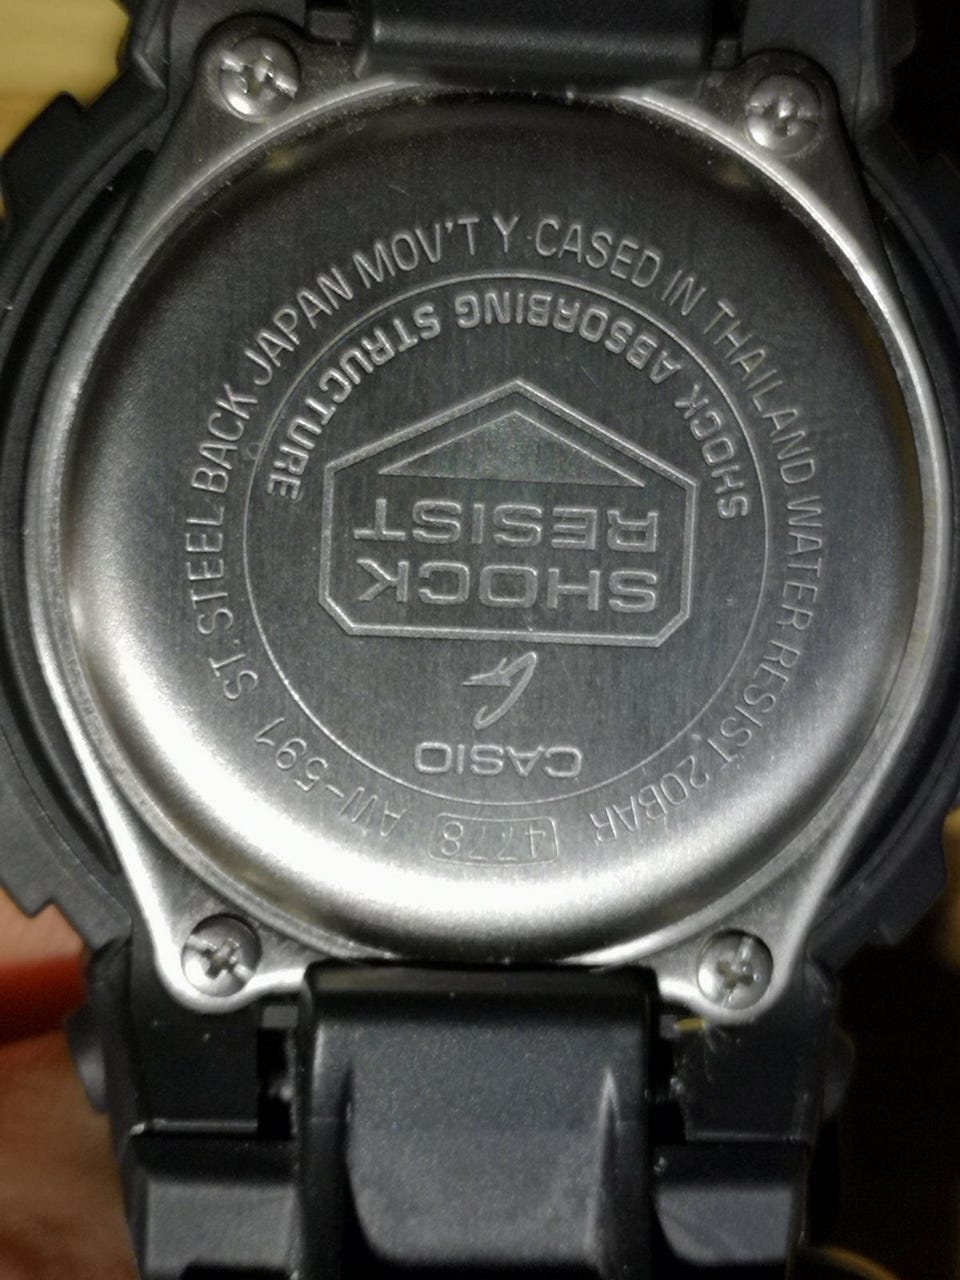 CASIO
G
SHOCK
RESIST
SHOCK ABSORBING STRUCTURE
4778
AW-591 ST.STEEL BACK JAPAN MOV'T Y CASED IN THAILAND WATER RESIST 20BAR